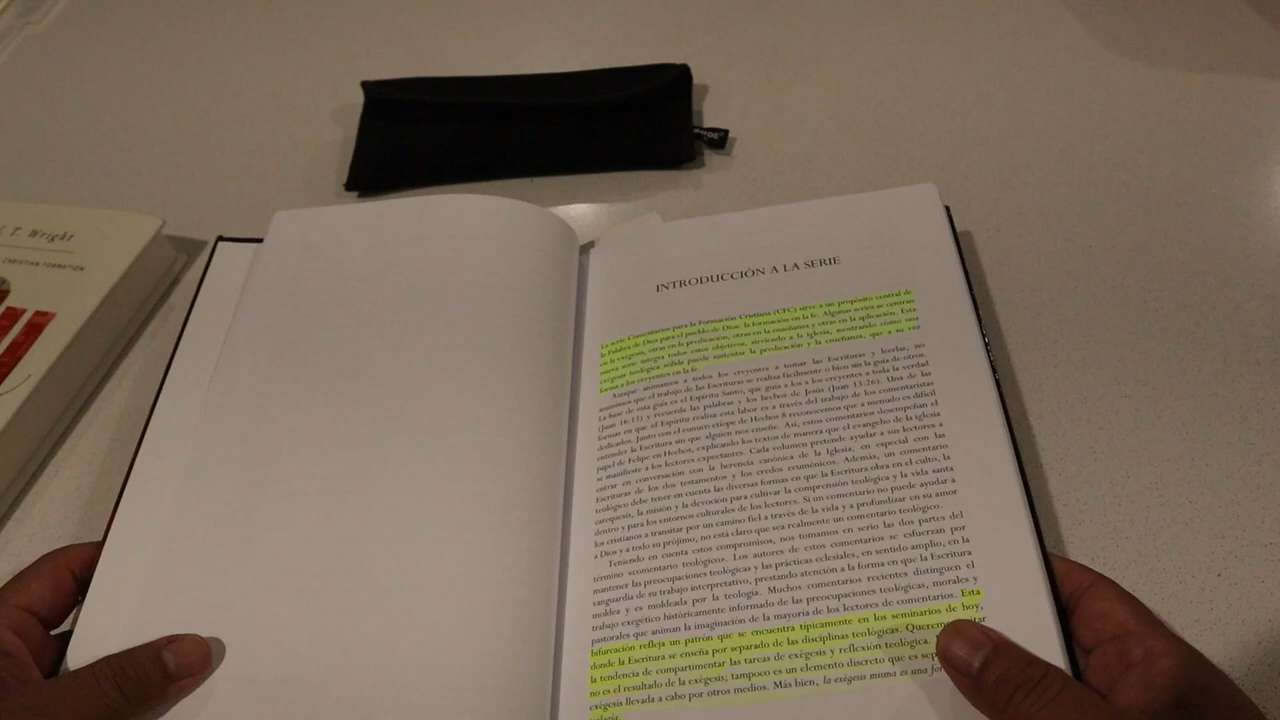 T. Wright
CHRISTIAN FORMATION
INTRODUCCIÓN A LA SERIE
La serie Comentarios para la Formación Cristiana (CFC) sirve a un propósito central de
la Palabra de Dios para el pueblo de Dios: la formación en la fe. Algunas series se centran
en la exégesis, otras en la predicación, otras en la enseñanza y otras en la aplicación. Esta
nueva serie integra todos estos objetivos, sirviendo a la iglesia, mostrando cómo una
exégesis teológica sólida puede sustentar la predicación y la enseñanza, que a su vez
forma a los creyentes en la fe.
Aunque animamos a todos los creyentes a tomar las Escrituras y leerlas, no
asumimos que el trabajo de las Escrituras se realiza fácilmente o bien sin la guía de otros.
La base de esta guía es el Espíritu Santo, que guía a los a los creyentes a toda la verdad
(Juan 16:13) y recuerda las palabras y los hechos de Jesús (Juan 13:26). Una de las
formas en que el Espíritu realiza esta labor es a través del trabajo de los comentaristas
dedicados. Junto con el eunuco etíope de Hechos 8 reconocemos que a menudo es difícil
entender la Escritura sin que alguien nos enseñe. Así, estos comentarios desempeñan el
papel de Felipe en Hechos, explicando los textos de manera que el evangelio de la iglesia
se manifieste a los lectores expectantes. Cada volumen pretende ayudar a sus lectores a
entrar en conversación con la herencia canónica de la Iglesia, en especial con las
Escrituras de los dos testamentos y los credos ecuménicos. Además, un comentario
teológico debe tener en cuenta las diversas formas en que la Escritura obra en el culto, la
catequesis, la misión y la devoción para cultivar la comprensión teológica y la vida santa
dentro y para los entornos culturales de los lectores. Si un comentario no puede ayudar a
los cristianos a transitar por un camino fiel a través de la vida y a profundizar en su amor
a Dios y a todo su prójimo, no está claro que sea realmente un comentario teológico.
Teniendo en cuenta estos compromisos, nos tomamos en serio las dos partes del
término «comentario teológico». Los autores de estos comentarios se esfuerzan por
mantener las preocupaciones teológicas y las prácticas eclesiales, en sentido amplio, en la
vanguardia de su trabajo interpretativo, prestando atención a la forma en que la Escritura
moldea y es moldeada por la teología. Muchos comentarios recientes distinguen el
trabajo exegético históricamente informado de las preocupaciones teológicas, morales y
pastorales que animan la imaginación de la mayoría de los lectores de comentarios. Esta
bifurcación refleja un patrón que se encuentra típicamente en los seminarios de hoy,
donde la Escritura se enseña por separado de las disciplinas teológicas. Queremos
la tendencia de compartimentar las tareas de exégesis y reflexión teológica.
no es el resultado de la exégesis; tampoco es un elemento discreto que es
exégesis llevada a cabo por otros medios. Más bien, la exégesis misma es una